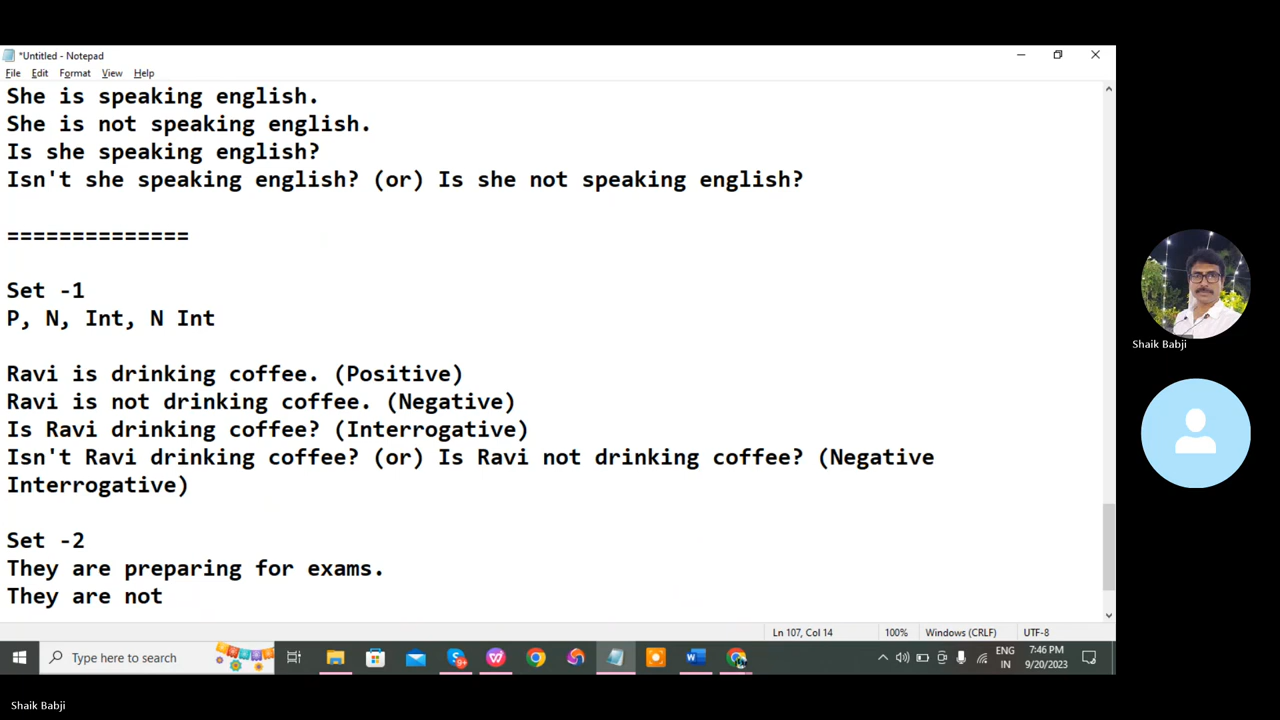 *Untitled - Notepad
File Edit Format View Help
She is speaking english.
She is not speaking english.
Is she speaking english?
Isn't she speaking english? (or) Is she not speaking english?
==============
Set -1
P, N, Int, N Int
Ravi is drinking coffee. (Positive)
Ravi is not drinking coffee. (Negative)
Is Ravi drinking coffee? (Interrogative)
Isn't Ravi drinking coffee? (or) Is Ravi not drinking coffee? (Negative
Interrogative)
Set -2
They are preparing for exams.
They are not
Shaik Babji
Ln 107, Col 14 100% Windows (CRLF) UTF-8
Type here to search
ENG
IN
7:46 PM
9/20/2023
Shaik Babji